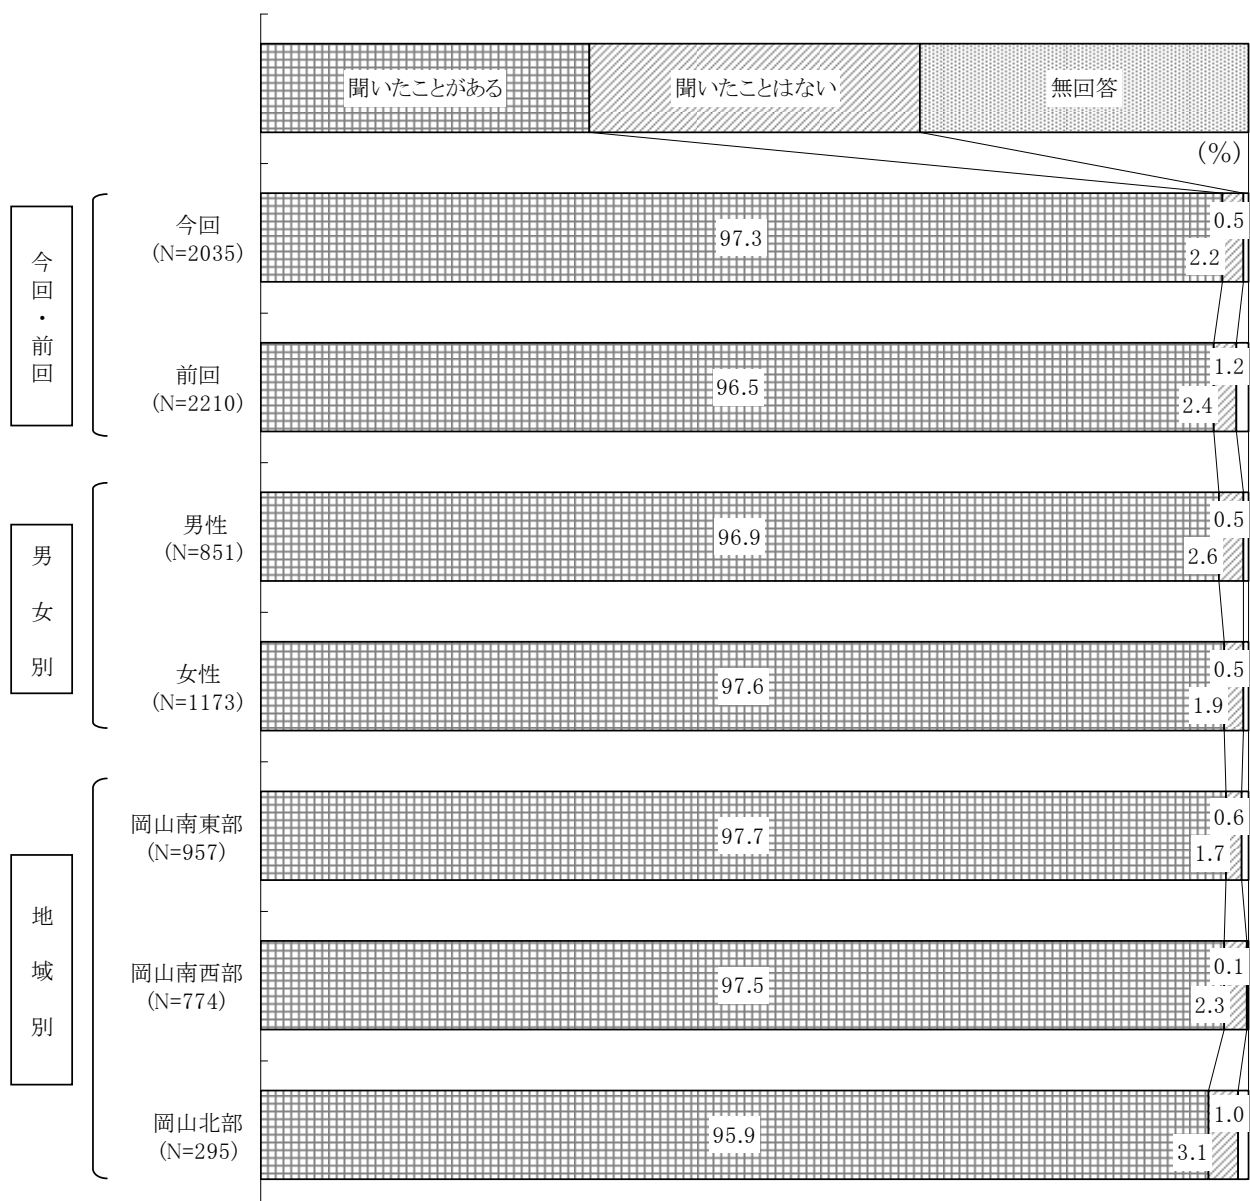 聞いたことがある
聞いたことはない
無回答
(%)
今回・前回
今回
(N=2035)
97.3
2.2
0.5
前回
(N=2210)
96.5
2.4
1.2
男女別
男性
(N=851)
96.9
2.6
0.5
女性
(N=1173)
97.6
1.9
0.5
地域別
岡山南東部
(N=957)
97.7
1.7
0.6
岡山南西部
(N=774)
97.5
2.3
0.1
岡山北部
(N=295)
95.9
3.1
1.0